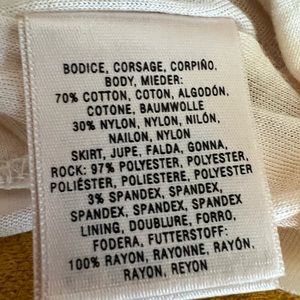 BODICE, CORSAGE, CORPIÑO,
BODY, MIEDER:
70% COTTON, COTON, ALGODÓN,
COTONE, BAUMWOLLE
30% NYLON, NYLON, NILÓN,
NAILON, NYLON
SKIRT, JUPE, FALDA, GONNA,
ROCK: 97% POLYESTER, POLYESTER,
POLIÉSTER, POLIESTERE, POLYESTER
3% SPANDEX, SPANDEX,
SPANDEX, SPANDEX, SPANDEX
LINING, DOUBLURE, FORRO,
FODERA, FUTTERSTOFF:
100% RAYON, RAYONNE, RAYÓN,
RAYON, REYON